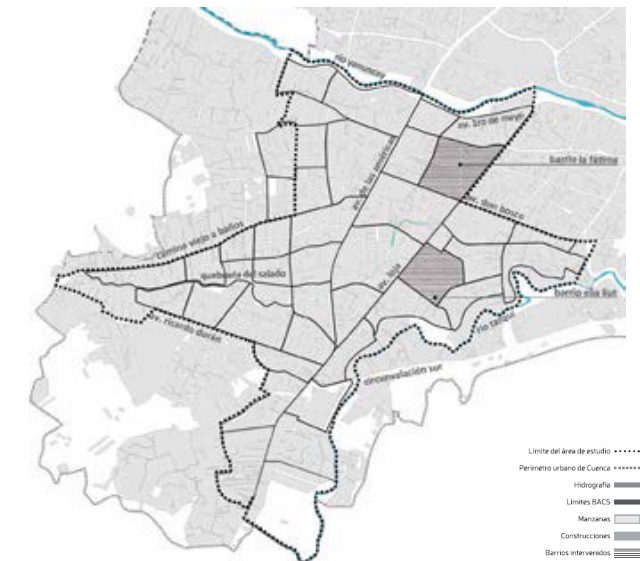 río yanuncay
av. 1ro de mayo
av. de las américas
barrio la fátima
av. don bosco
camino viejo a baños
quebrada del salado
av. loja
barrio elia liut
río tarqui
av. ricardo durán
circunvalación sur
Límite del área de estudio
Perímetro urbano de Cuenca
Hidrografía
Límites BACS
Manzanas
Construcciones
Barrios intervenidos